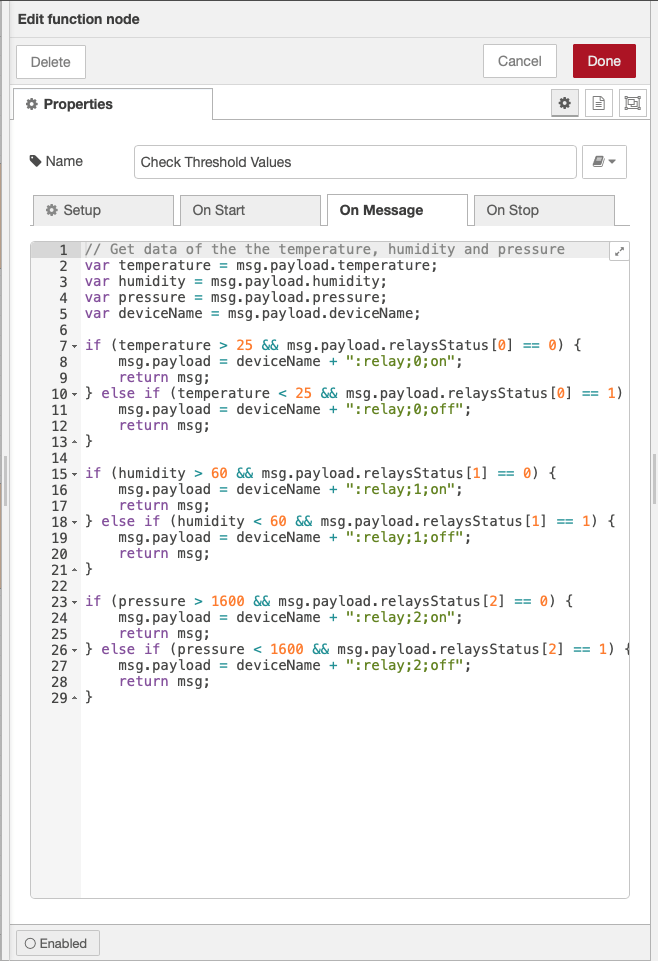 Edit function node
Delete
Cancel
Done
Properties
Name
Check Threshold Values
Setup
On Start
On Message
On Stop
1 // Get data of the the temperature, humidity and pressure
2 var temperature = msg.payload.temperature;
3 var humidity = msg.payload.humidity;
4 var pressure = msg.payload.pressure;
5 var deviceName = msg.payload.deviceName;
6
7 if (temperature > 25 && msg.payload.relaysStatus[0] == 0) {
8     msg.payload = deviceName + ":relay;0;on";
9     return msg;
10 } else if (temperature < 25 && msg.payload.relaysStatus[0] == 1)
11     msg.payload = deviceName + ":relay;0;off";
12     return msg;
13 }
14
15 if (humidity > 60 && msg.payload.relaysStatus[1] == 0) {
16     msg.payload = deviceName + ":relay;1;on";
17     return msg;
18 } else if (humidity < 60 && msg.payload.relaysStatus[1] == 1) {
19     msg.payload = deviceName + ":relay;1;off";
20     return msg;
21 }
22
23 if (pressure > 1600 && msg.payload.relaysStatus[2] == 0) {
24     msg.payload = deviceName + ":relay;2;on";
25     return msg;
26 } else if (pressure < 1600 && msg.payload.relaysStatus[2] == 1) {
27     msg.payload = deviceName + ":relay;2;off";
28     return msg;
29 }
Enabled